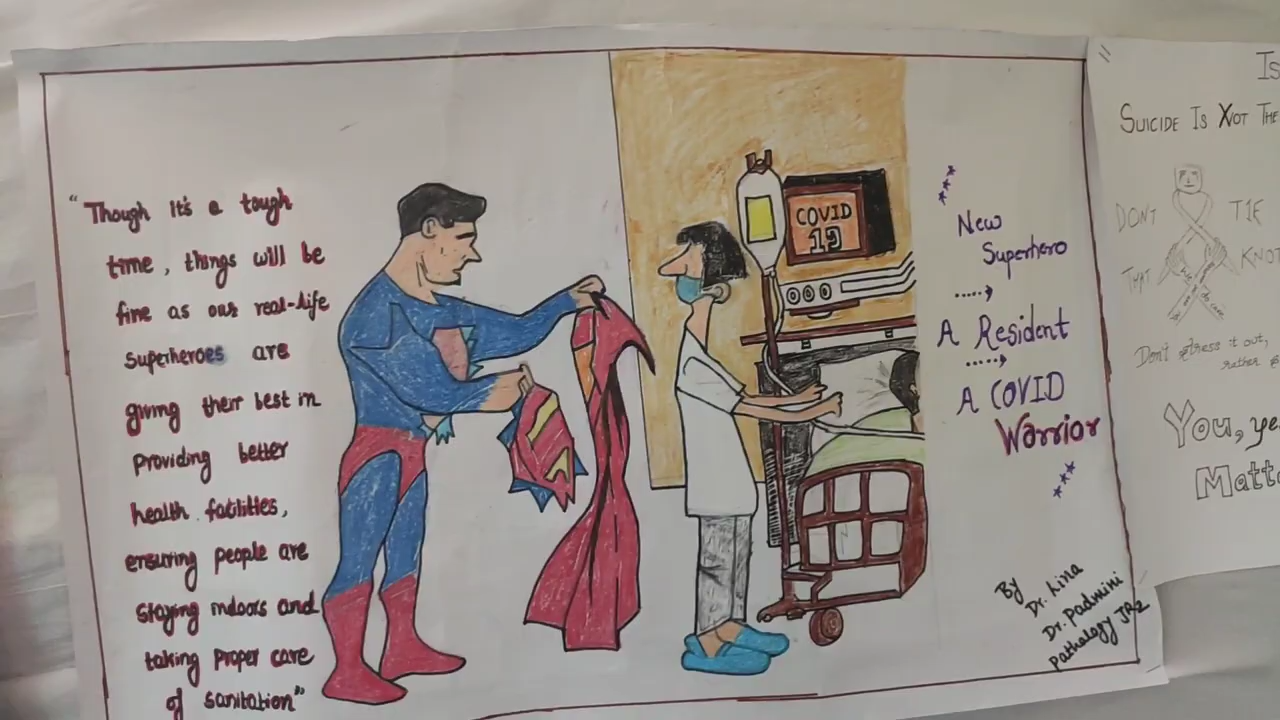 "Though it's a tough
time, things will be
fine as our real-life
superheroes are
giving their best in
Providing better
health facilities,
ensuring people are
staying indoors and
taking proper care
of sanitation"
COVID
19
New
Superhero
A Resident
A COVID
Warrior
By
Dr. Lina
Dr. Padmini
Pathology JR2
Is
SUICIDE IS NOT THE
DON'T TIE
THAT KNOT
Don't stress it out,
rather
You, ye
Matt